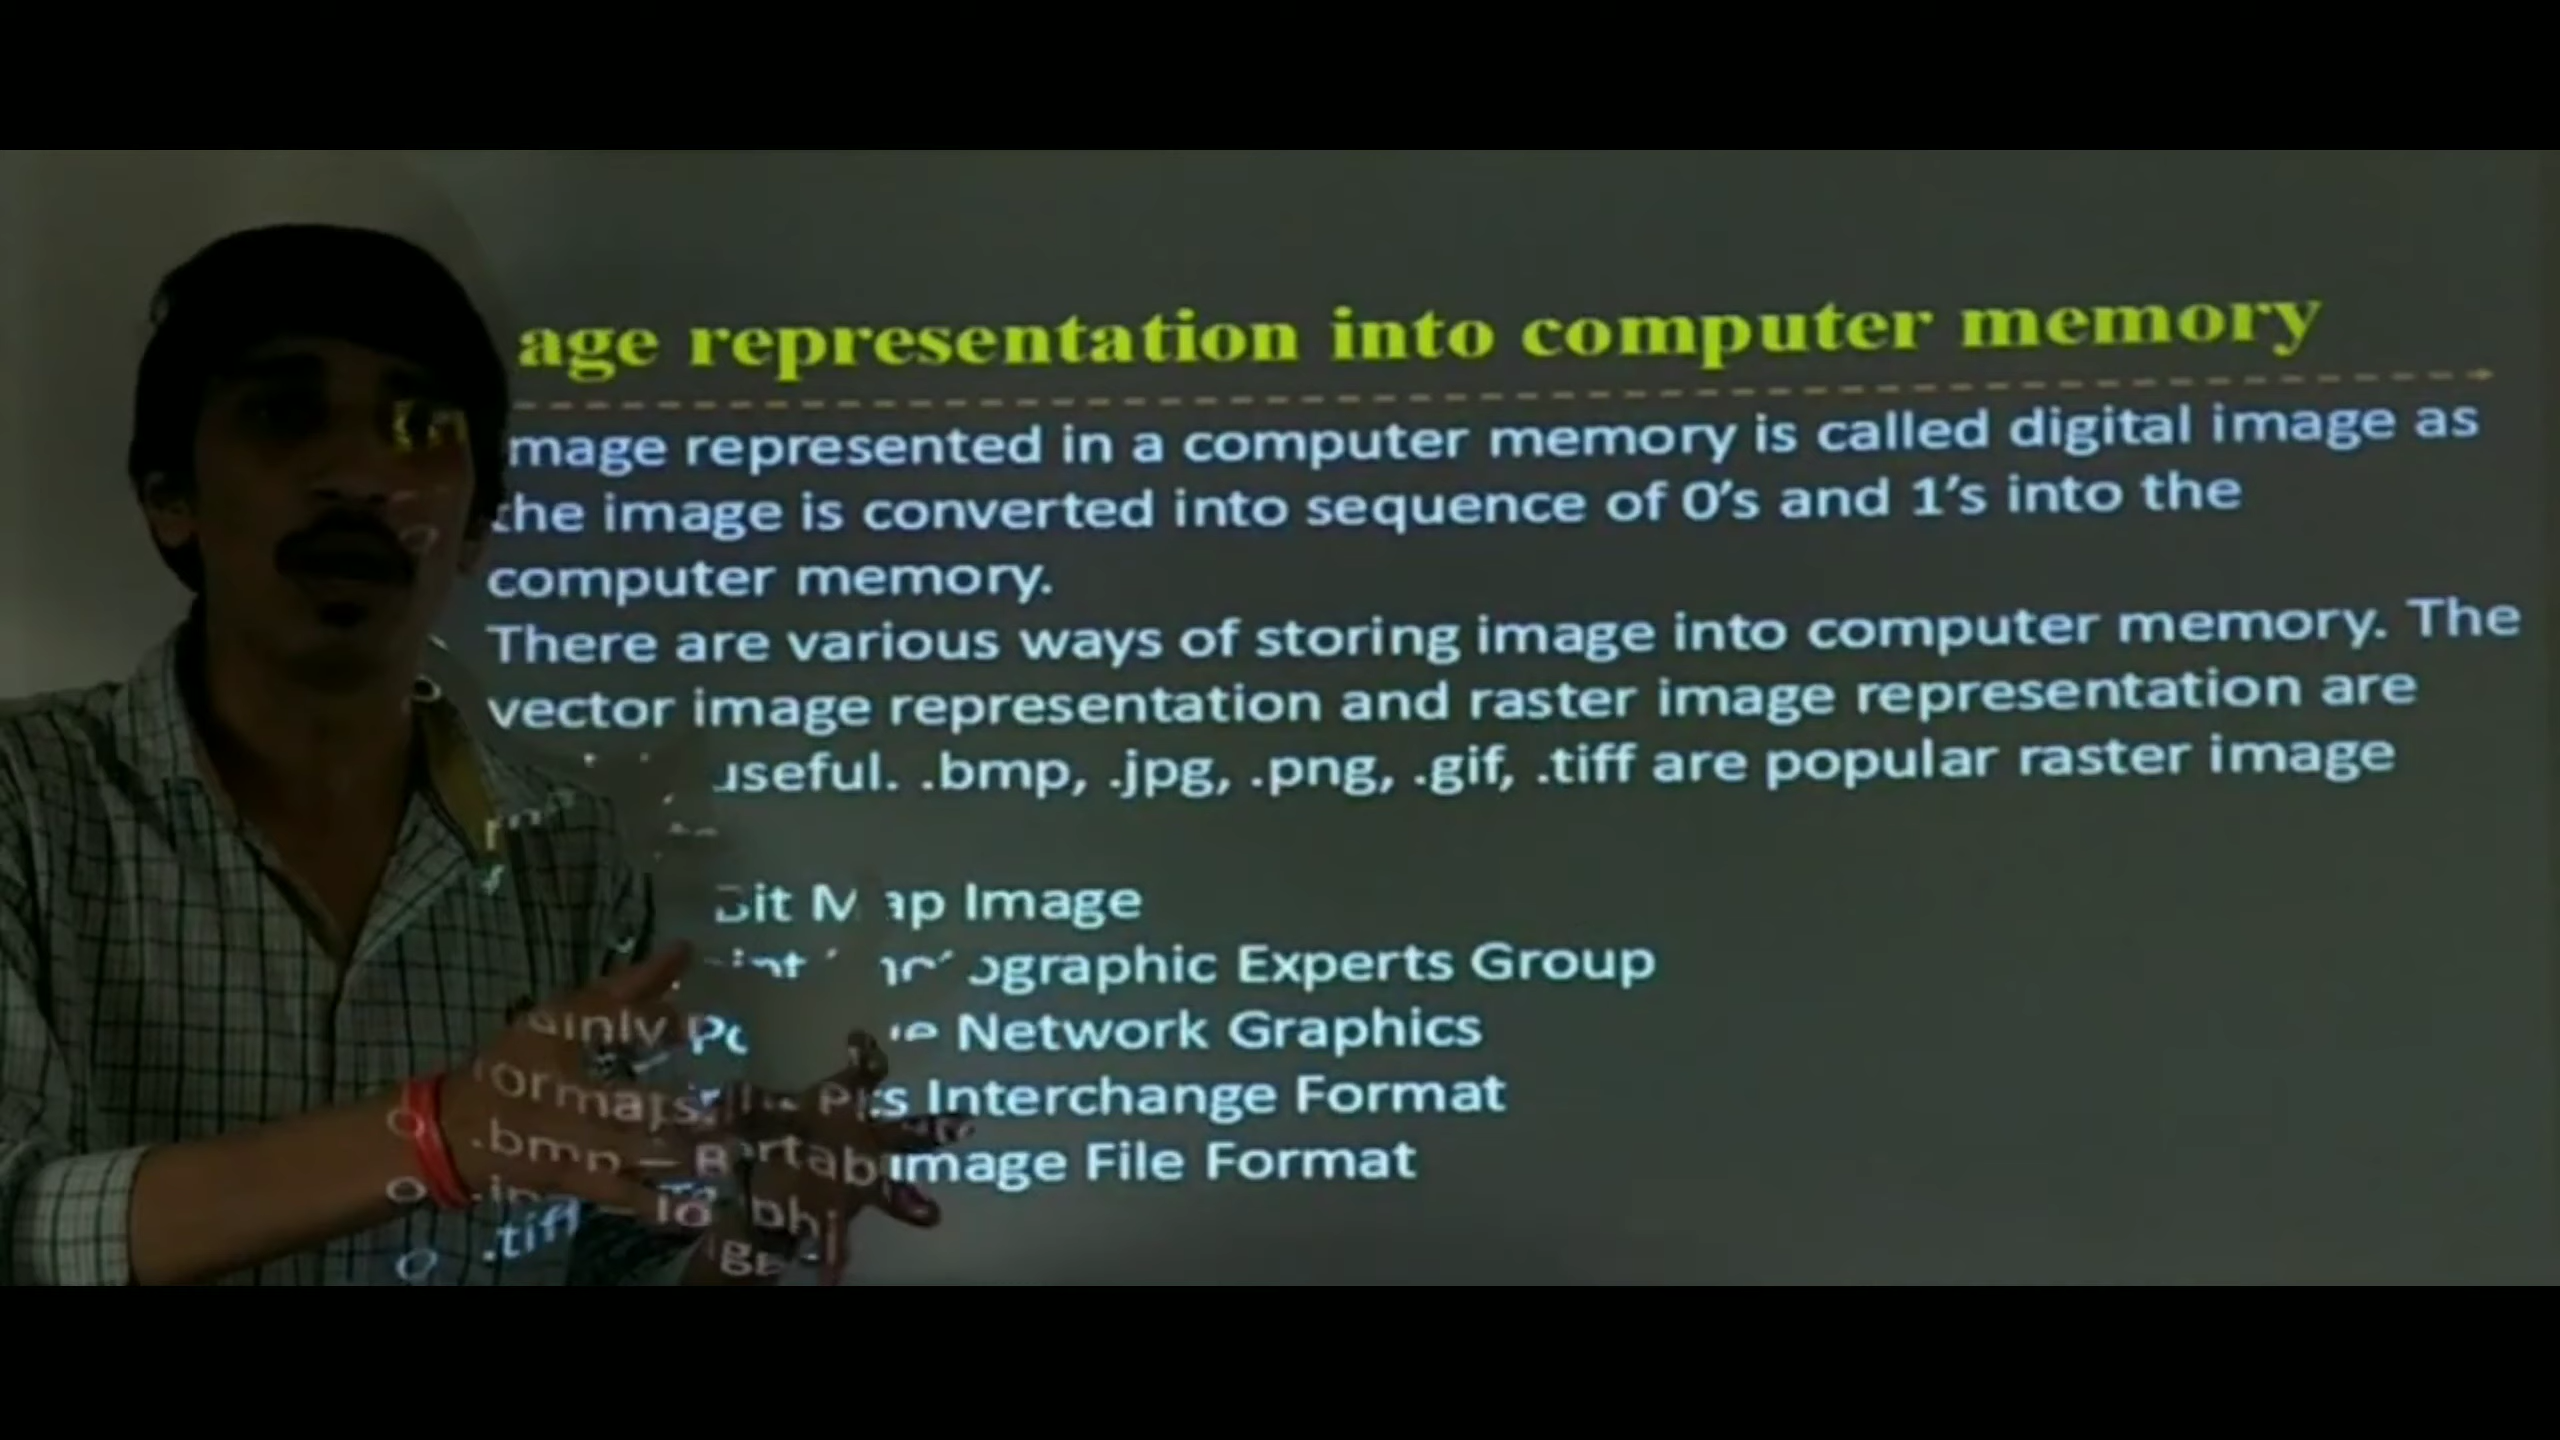 age representation into computer memory
mage represented in a computer memory is called digital image as
the image is converted into sequence of 0's and 1's into the
computer memory.
There are various ways of storing image into computer memory. The
vector image representation and raster image representation are
useful. .bmp, .jpg, .png, .gif, .tiff are popular raster image
Bit Map Image
ographic Experts Group
Network Graphics
Interchange Format
Image File Format
.tiff